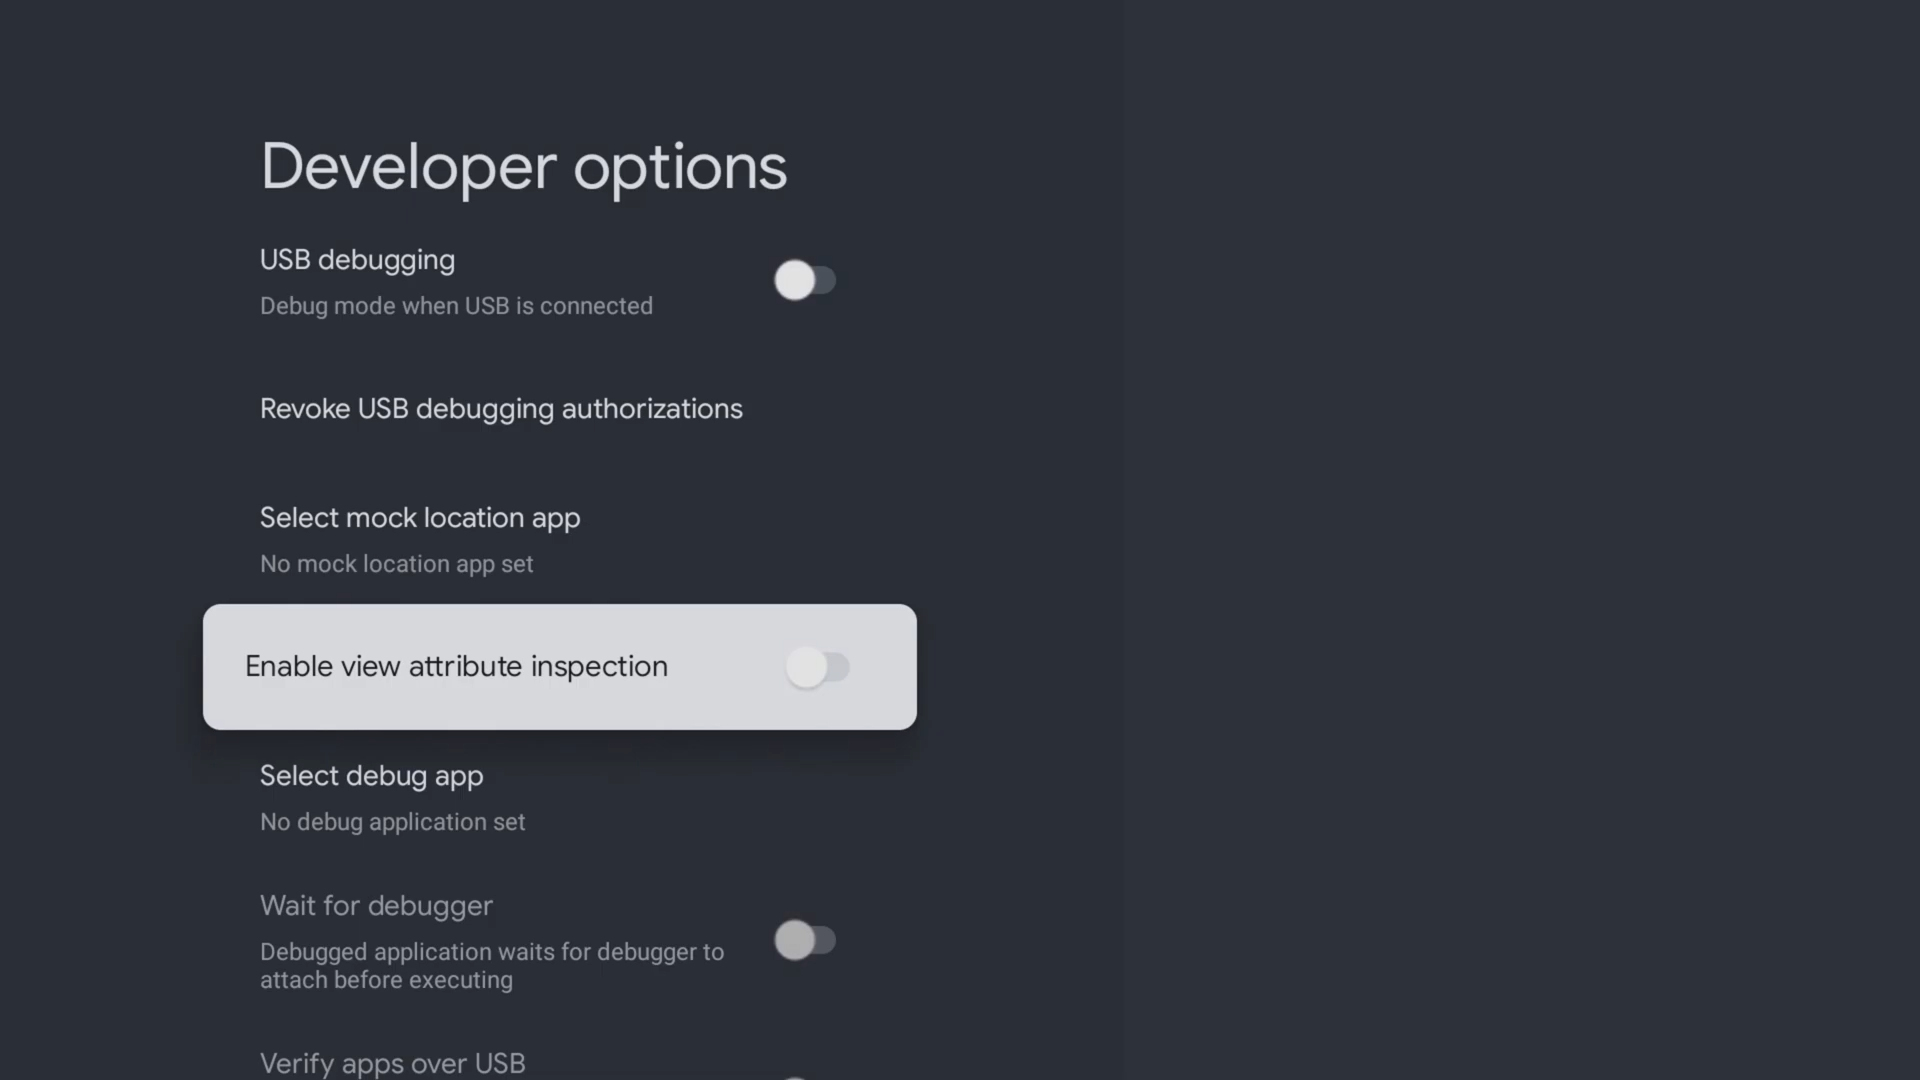 Developer options
USB debugging
Debug mode when USB is connected
Revoke USB debugging authorizations
Select mock location app
No mock location app set
Enable view attribute inspection
Select debug app
No debug application set
Wait for debugger
Debugged application waits for debugger to
attach before executing
Verify apps over USB